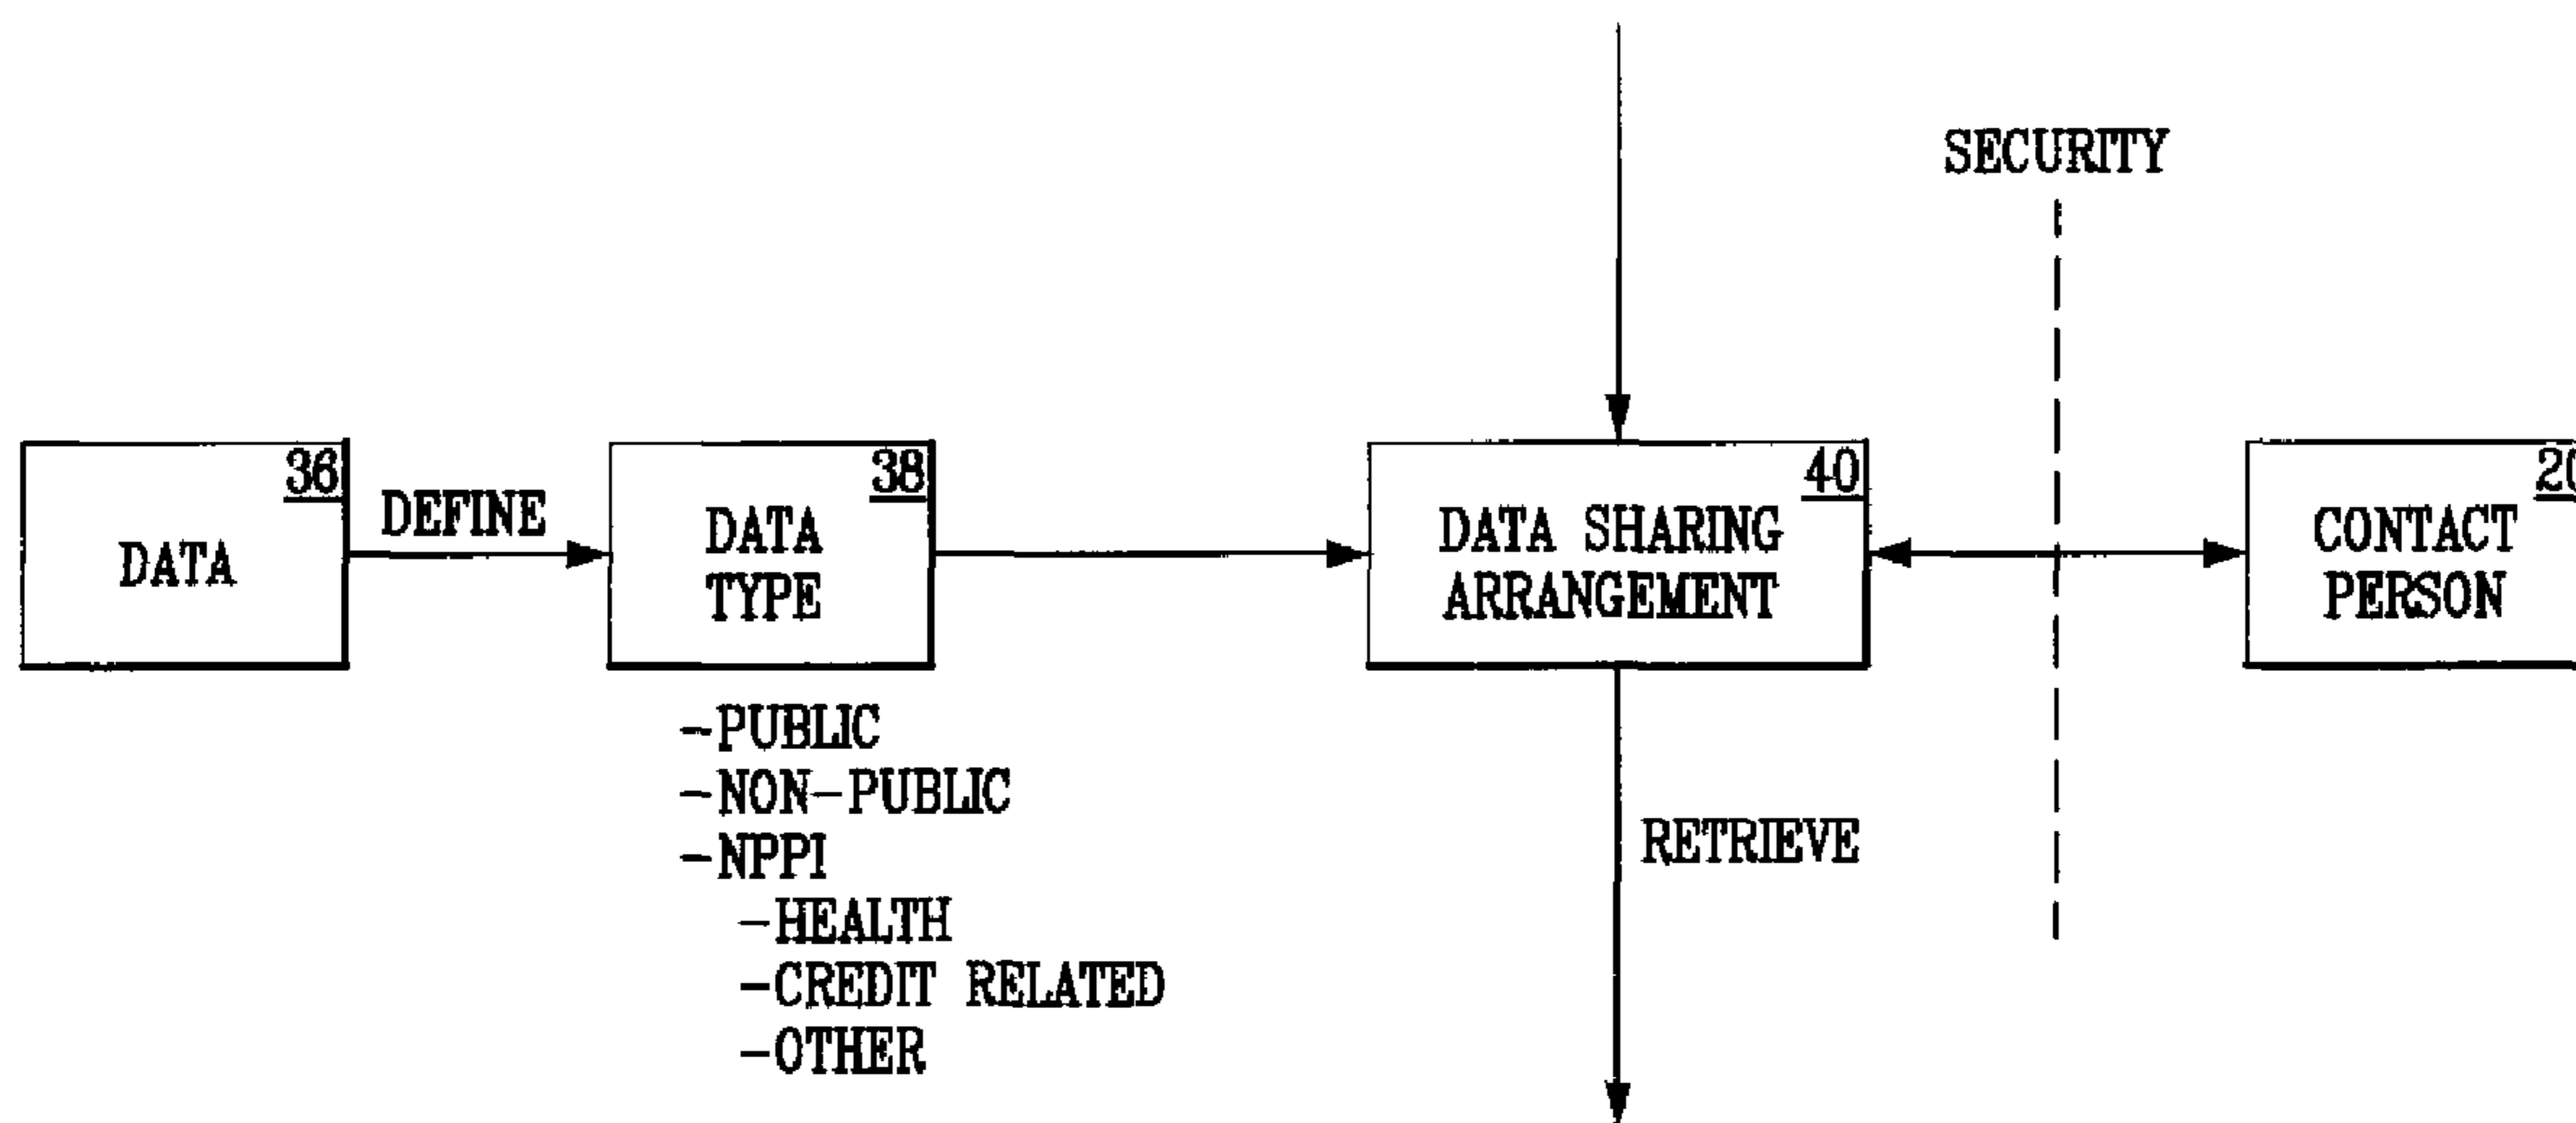 SECURITY
36
DATA
DEFINE
38
DATA
TYPE
40
DATA SHARING
ARRANGEMENT
20
CONTACT
PERSON
-PUBLIC
-NON-PUBLIC
-NPPI
-HEALTH
-CREDIT RELATED
-OTHER
RETRIEVE